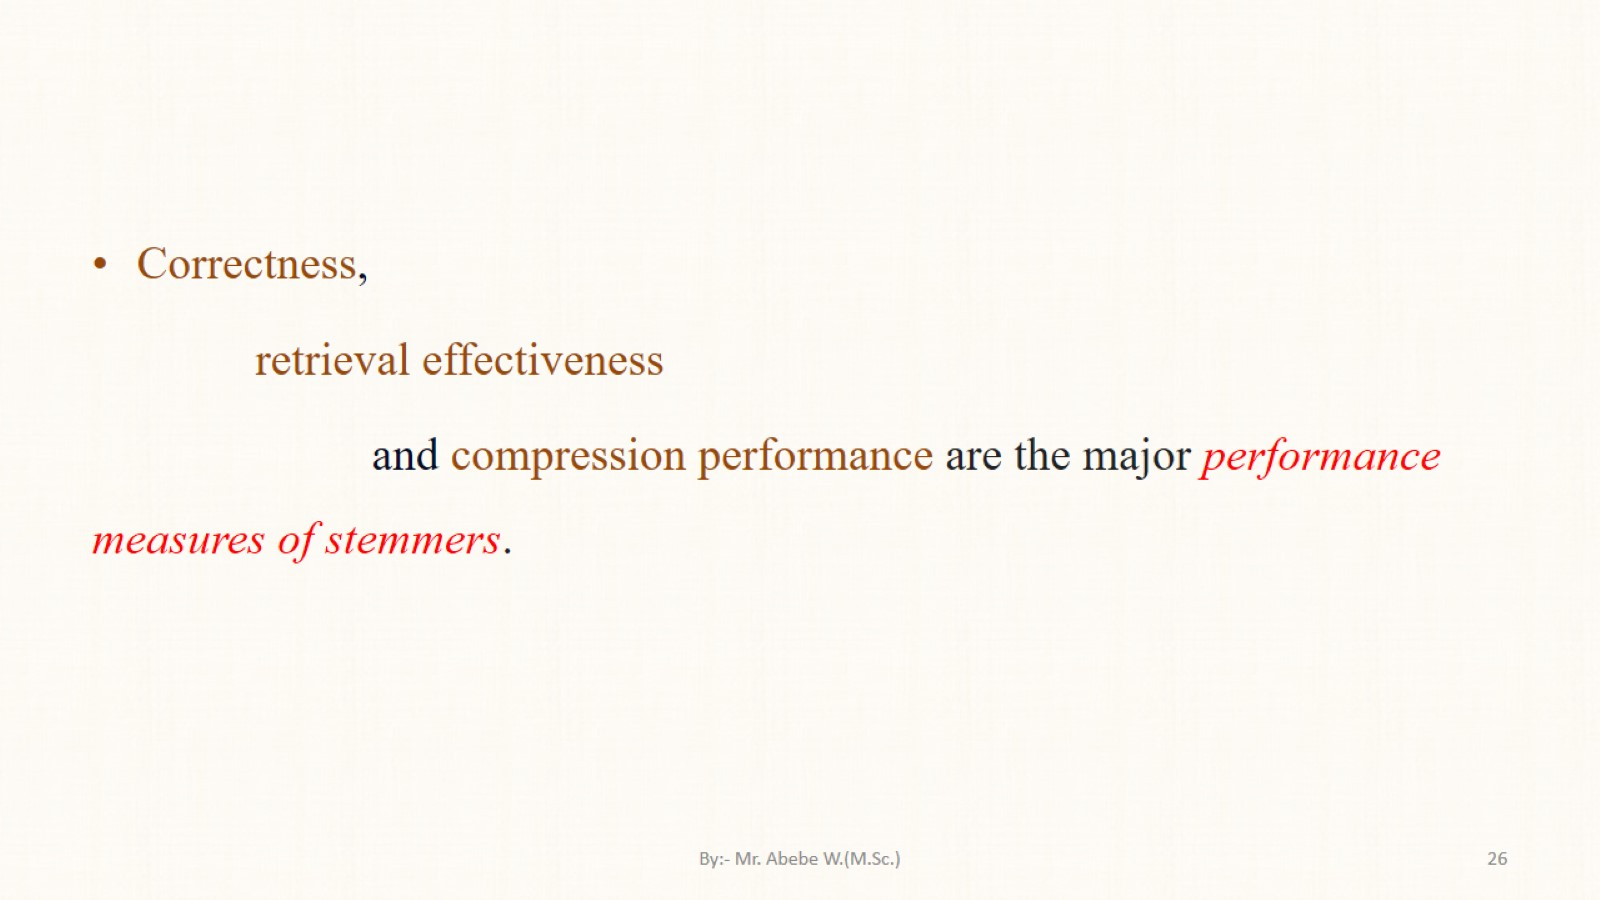 • Correctness,
retrieval effectiveness
and compression performance are the major performance
measures of stemmers.
By:- Mr. Abebe W.(M.Sc.)
26